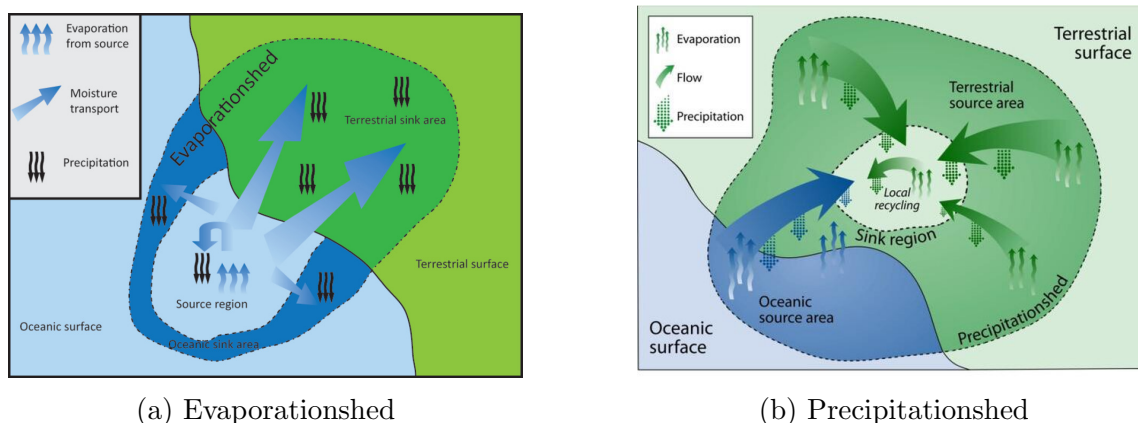 Evaporation
from source
Moisture
transport
Precipitation
Evaporationshed
Terrestrial sink area
Source region
Oceanic surface
Oceanic sink area
Terrestrial surface
(a) Evaporationshed
Evaporation
Flow
Precipitation
Terrestrial
surface
Terrestrial
source area
Local
recycling
Sink region
Oceanic
source area
Oceanic
surface
Precipitationshed
(b) Precipitationshed